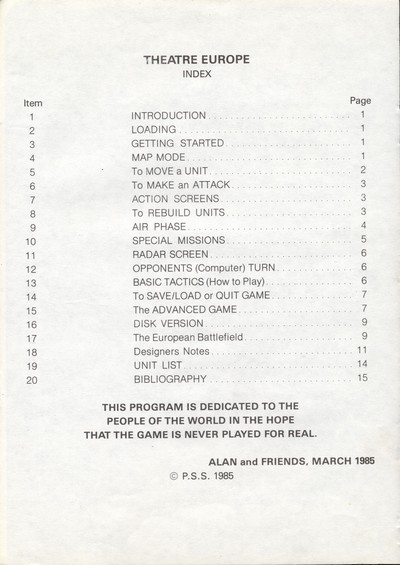 THEATRE EUROPE
INDEX
Item Page
1 INTRODUCTION 1
2 LOADING 1
3 GETTING STARTED 1
4 MAP MODE 1
5 To MOVE a UNIT 2
6 To MAKE an ATTACK 3
7 ACTION SCREENS 3
8 To REBUILD UNITS 3
9 AIR PHASE 4
10 SPECIAL MISSIONS 5
11 RADAR SCREEN 6
12 OPPONENTS (Computer) TURN 6
13 BASIC TACTICS (How to Play) 6
14 To SAVE/LOAD or QUIT GAME 7
15 The ADVANCED GAME 7
16 DISK VERSION 9
17 The European Battlefield 9
18 Designers Notes 11
19 UNIT LIST 14
20 BIBLIOGRAPHY 15
THIS PROGRAM IS DEDICATED TO THE
PEOPLE OF THE WORLD IN THE HOPE
THAT THE GAME IS NEVER PLAYED FOR REAL.
ALAN and FRIENDS, MARCH 1985
© P.S.S. 1985